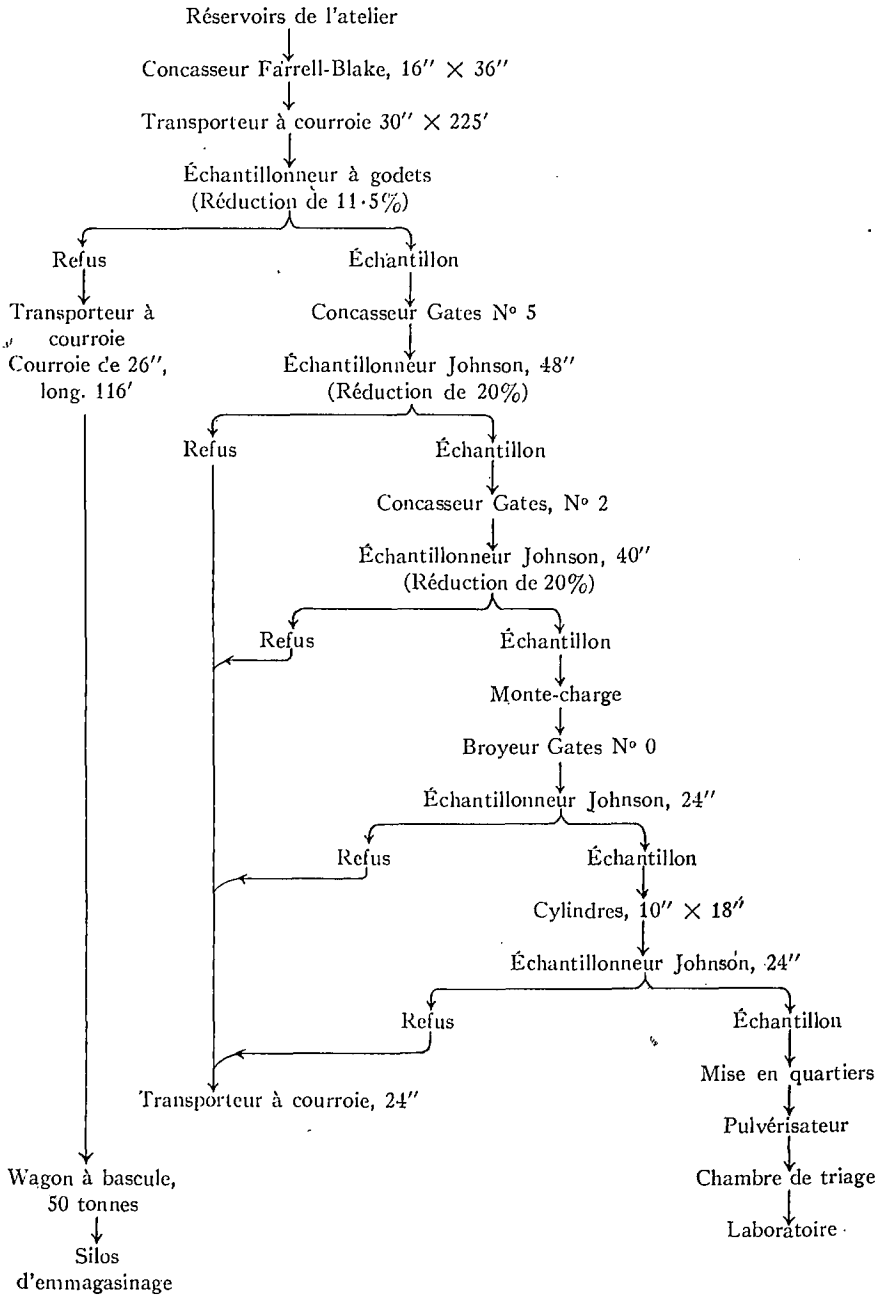 Réservoirs de l'atelier
Concasseur Farrell-Blake, 16″ × 36″
Transporteur à courroie 30″ × 225′
Échantillonneur à godets
(Réduction de 11·5%)
Refus
Échantillon
Transporteur à
courroie
Courroie de 26″,
long. 116′
Concasseur Gates Nº 5
Échantillonneur Johnson, 48″
(Réduction de 20%)
Refus
Échantillon
Concasseur Gates, Nº 2
Échantillonneur Johnson, 40″
(Réduction de 20%)
Refus
Échantillon
Monte-charge
Broyeur Gates Nº 0
Échantillonneur Johnson, 24″
Refus
Échantillon
Cylindres, 10″ × 18″
Échantillonneur Johnson, 24″
Refus
Échantillon
Mise en quartiers
Transporteur à courroie, 24″
Pulvérisateur
Wagon à bascule,
50 tonnes
Chambre de triage
Laboratoire
Silos
d'emmagasinage